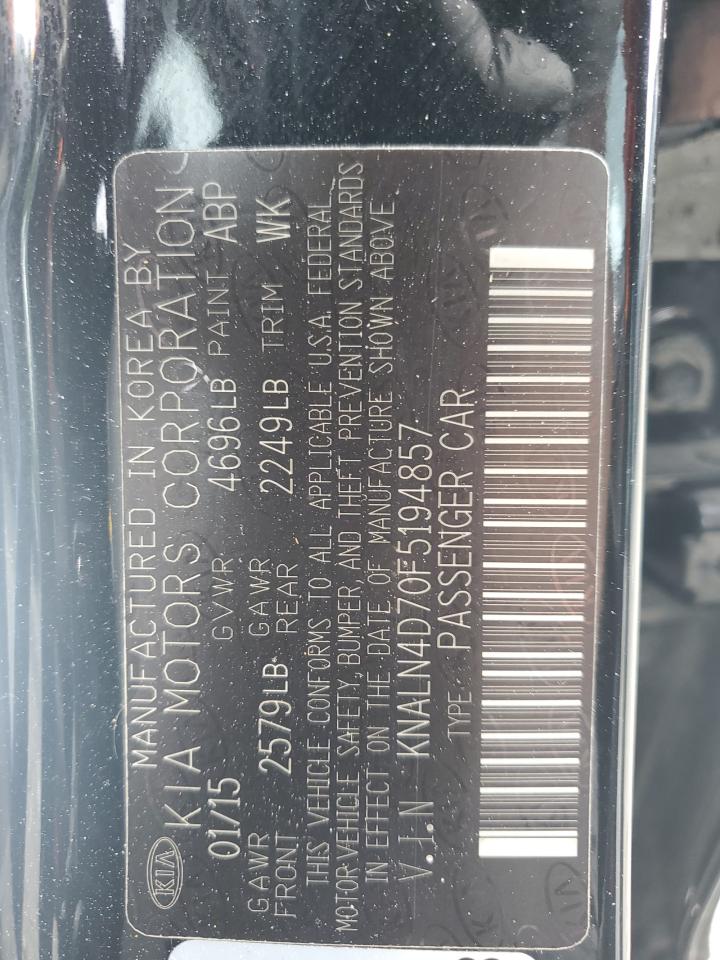 MANUFACTURED IN KOREA BY
KIA KIA MOTORS CORPORATION
01/15 GVWR 4696LB PAINT ABP
GAWR FRONT 2579LB GAWR REAR 2249LB TRIM WK
THIS VEHICLE CONFORMS TO ALL APPLICABLE U.S.A. FEDERAL
MOTOR VEHICLE SAFETY, BUMPER, AND THEFT PREVENTION STANDARDS
IN EFFECT ON THE DATE OF MANUFACTURE SHOWN ABOVE.
V.I.N KNALN4D70F5194857
TYPE PASSENGER CAR